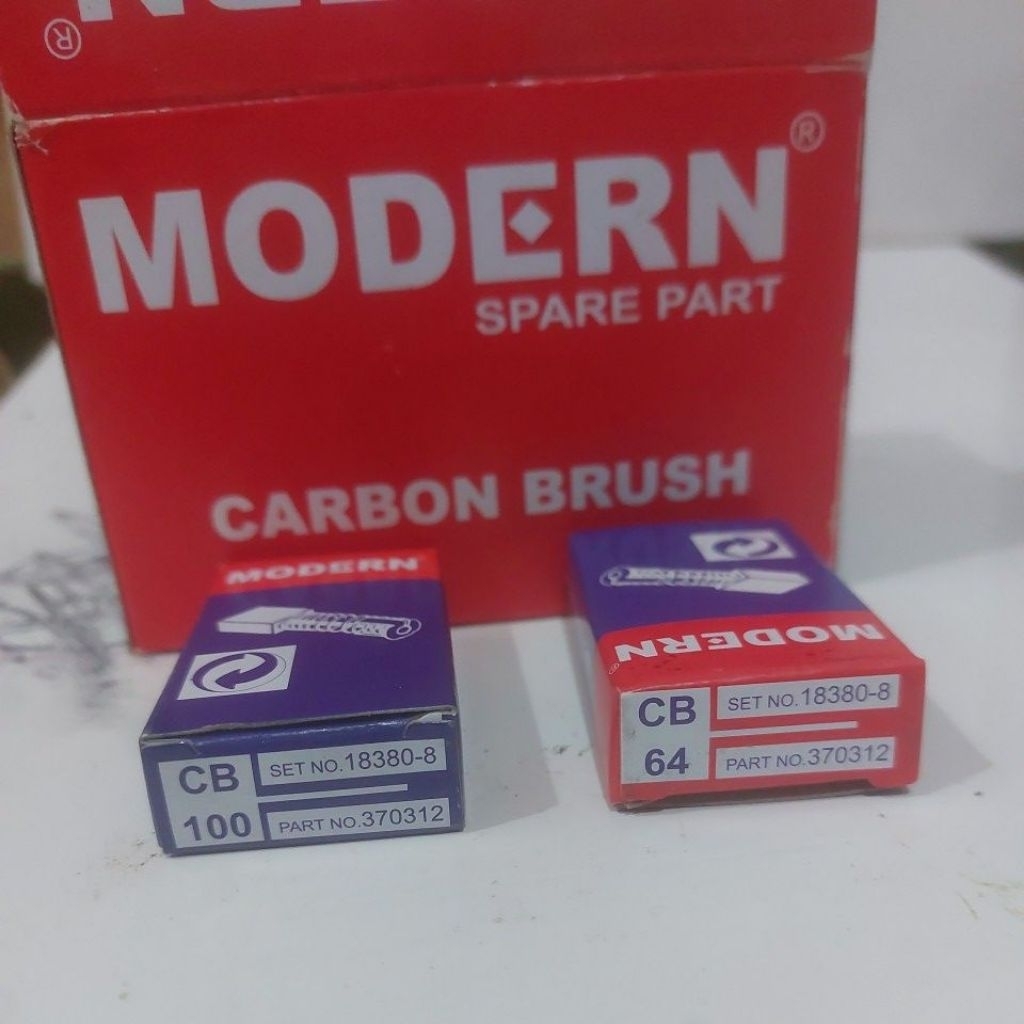 ®
MODERN®
SPARE PART
CARBON BRUSH
MODERN
CB
100
SET NO.18380-8
PART NO.370312
MODERN®
CB
64
SET NO.18380-8
PART NO.370312